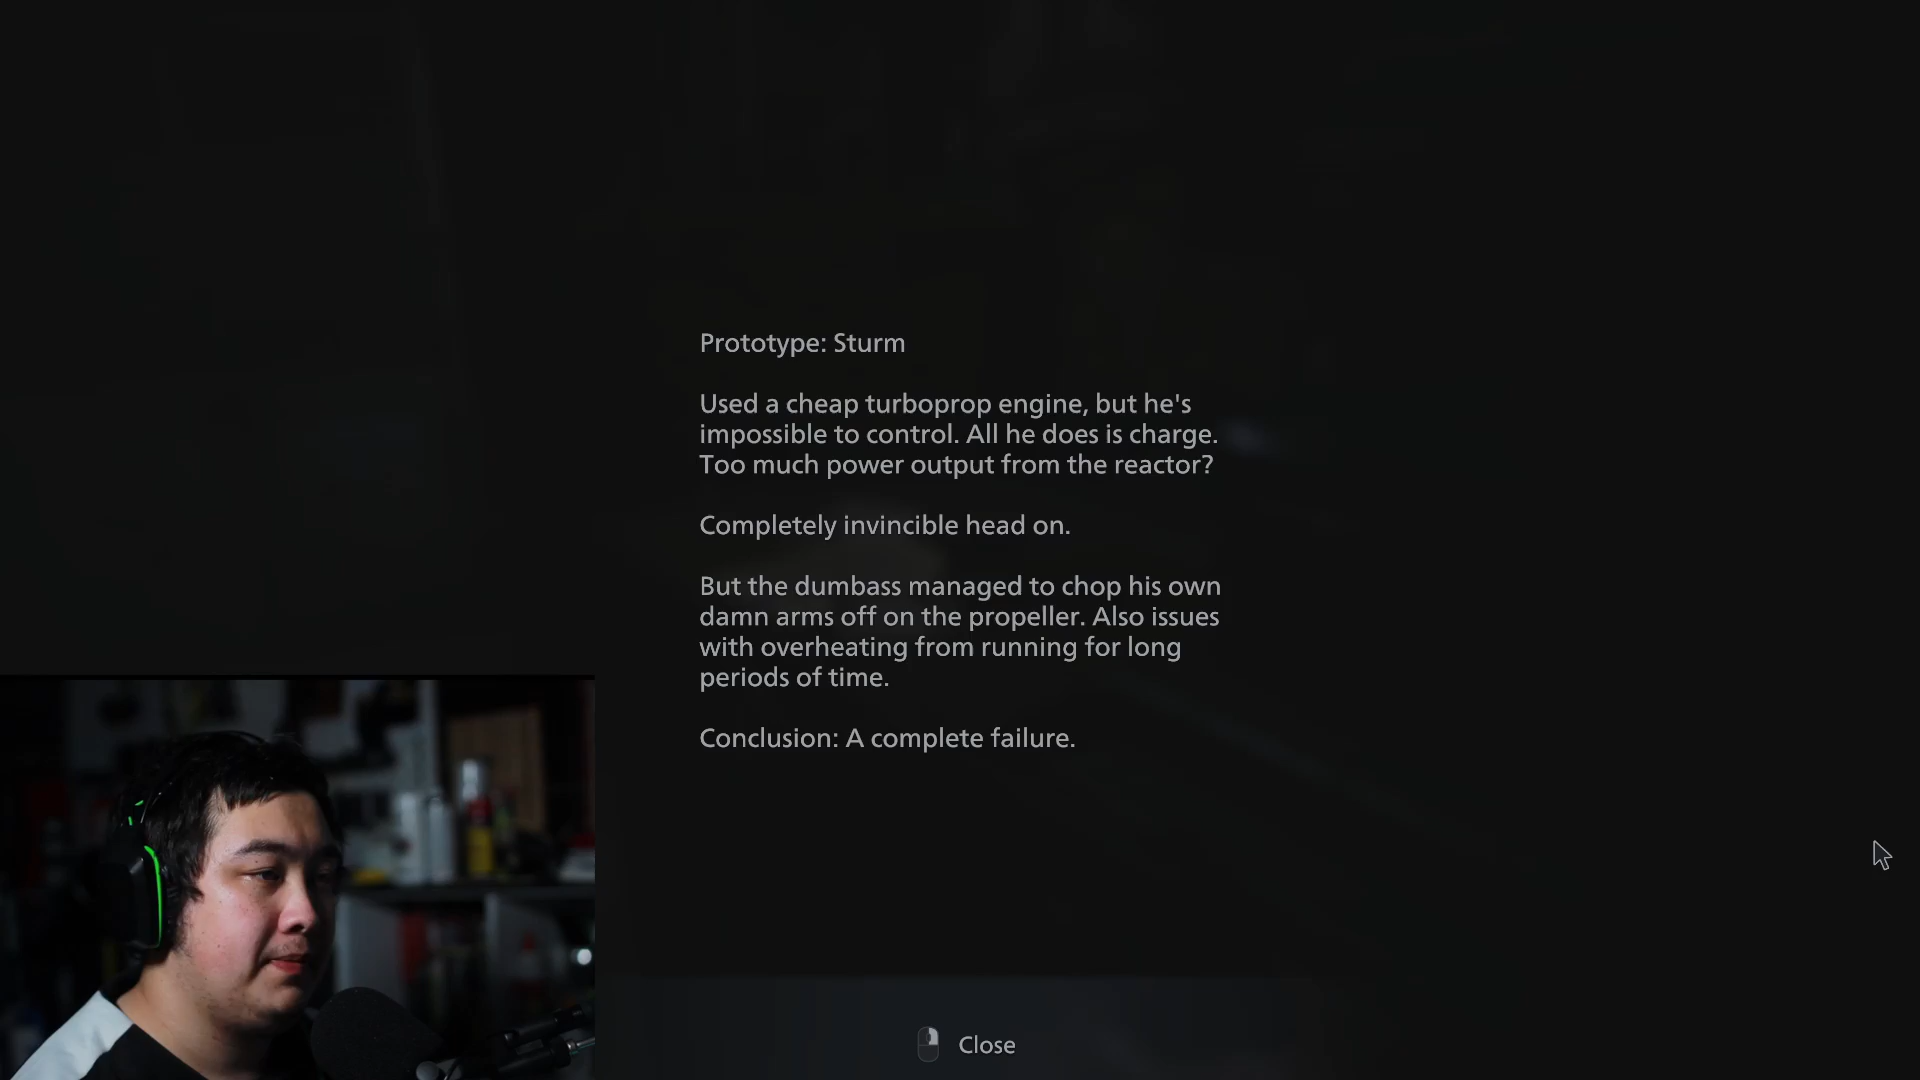 Prototype: Sturm
Used a cheap turboprop engine, but he's
impossible to control. All he does is charge.
Too much power output from the reactor?
Completely invincible head on.
But the dumbass managed to chop his own
damn arms off on the propeller. Also issues
with overheating from running for long
periods of time.
Conclusion: A complete failure.
Close